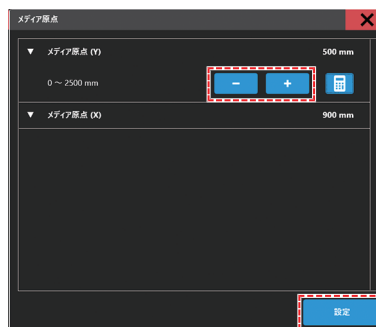 メディア原点
▼ メディア原点 (Y) 500 mm
0 ～ 2500 mm − +
▼ メディア原点 (X) 900 mm
設定